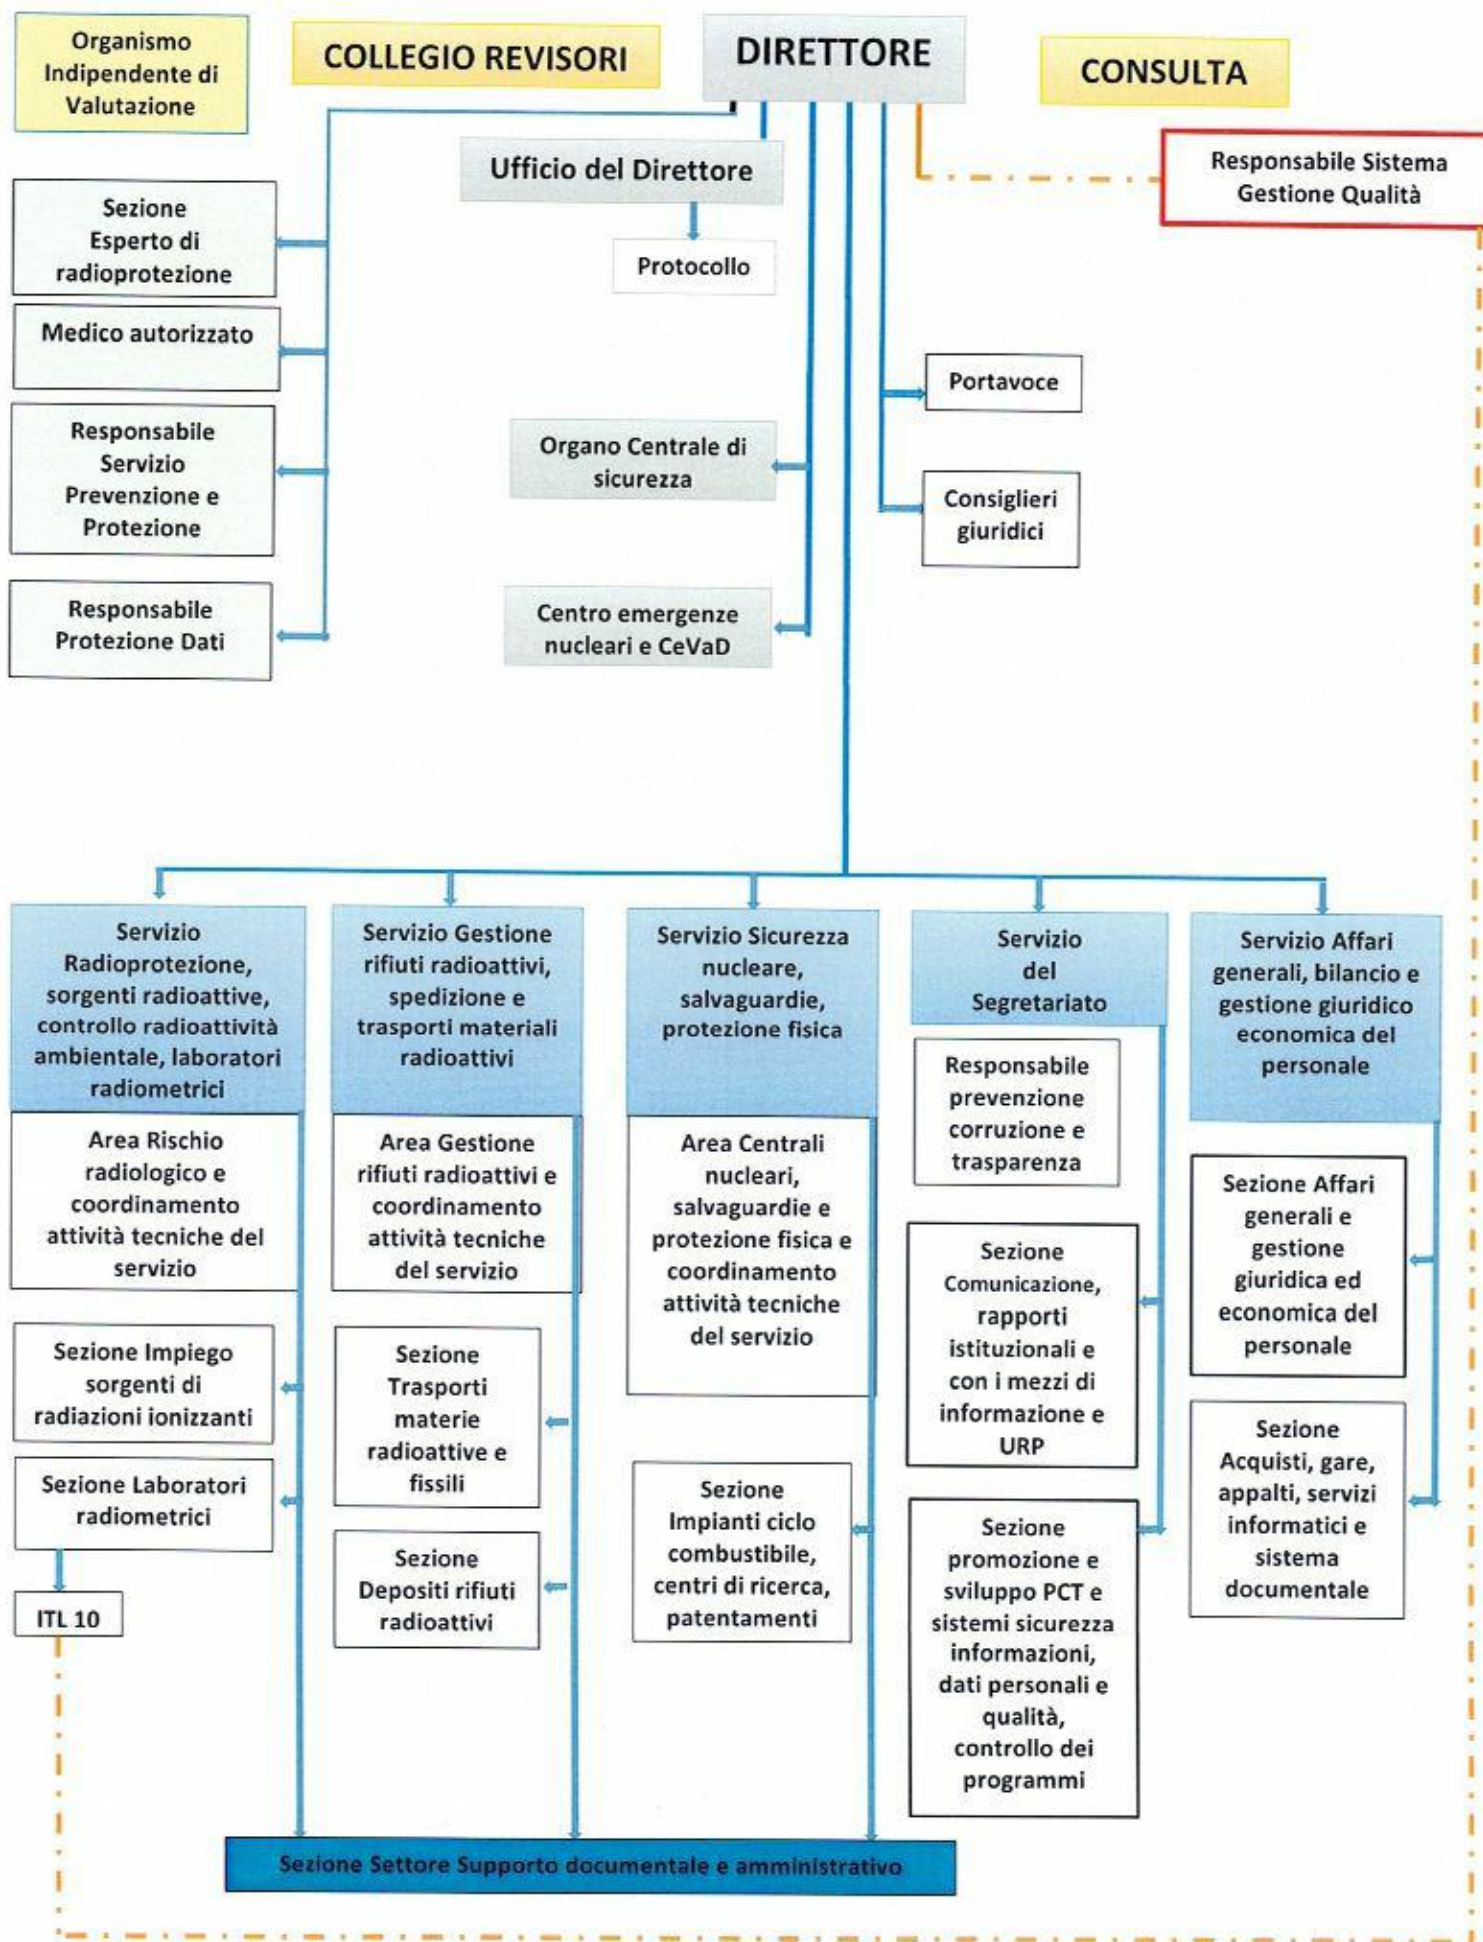 Organismo
Indipendente di
Valutazione
COLLEGIO REVISORI
DIRETTORE
CONSULTA
Ufficio del Direttore
Responsabile Sistema
Gestione Qualità
Protocollo
Sezione
Esperto di
radioprotezione
Medico autorizzato
Responsabile
Servizio
Prevenzione e
Protezione
Responsabile
Protezione Dati
Organo Centrale di
sicurezza
Centro emergenze
nucleari e CeVaD
Portavoce
Consiglieri
giuridici
Servizio
Radioprotezione,
sorgenti radioattive,
controllo radioattività
ambientale, laboratori
radiometrici
Area Rischio
radiologico e
coordinamento
attività tecniche del
servizio
Sezione Impiego
sorgenti di
radiazioni ionizzanti
Sezione Laboratori
radiometrici
ITL 10
Servizio Gestione
rifiuti radioattivi,
spedizione e
trasporti materiali
radioattivi
Area Gestione
rifiuti radioattivi e
coordinamento
attività tecniche
del servizio
Sezione
Trasporti
materie
radioattive e
fissili
Sezione
Depositi rifiuti
radioattivi
Servizio Sicurezza
nucleare,
salvaguardie,
protezione fisica
Area Centrali
nucleari,
salvaguardie e
protezione fisica e
coordinamento
attività tecniche
del servizio
Sezione
Impianti ciclo
combustibile,
centri di ricerca,
patentamenti
Servizio
del
Segretariato
Responsabile
prevenzione
corruzione e
trasparenza
Sezione
Comunicazione,
rapporti
istituzionali e
con i mezzi di
informazione e
URP
Sezione
promozione e
sviluppo PCT e
sistemi sicurezza
informazioni,
dati personali e
qualità,
controllo dei
programmi
Servizio Affari
generali, bilancio e
gestione giuridico
economica del
personale
Sezione Affari
generali e
gestione
giuridica ed
economica del
personale
Sezione
Acquisti, gare,
appalti, servizi
informatici e
sistema
documentale
Sezione Settore Supporto documentale e amministrativo